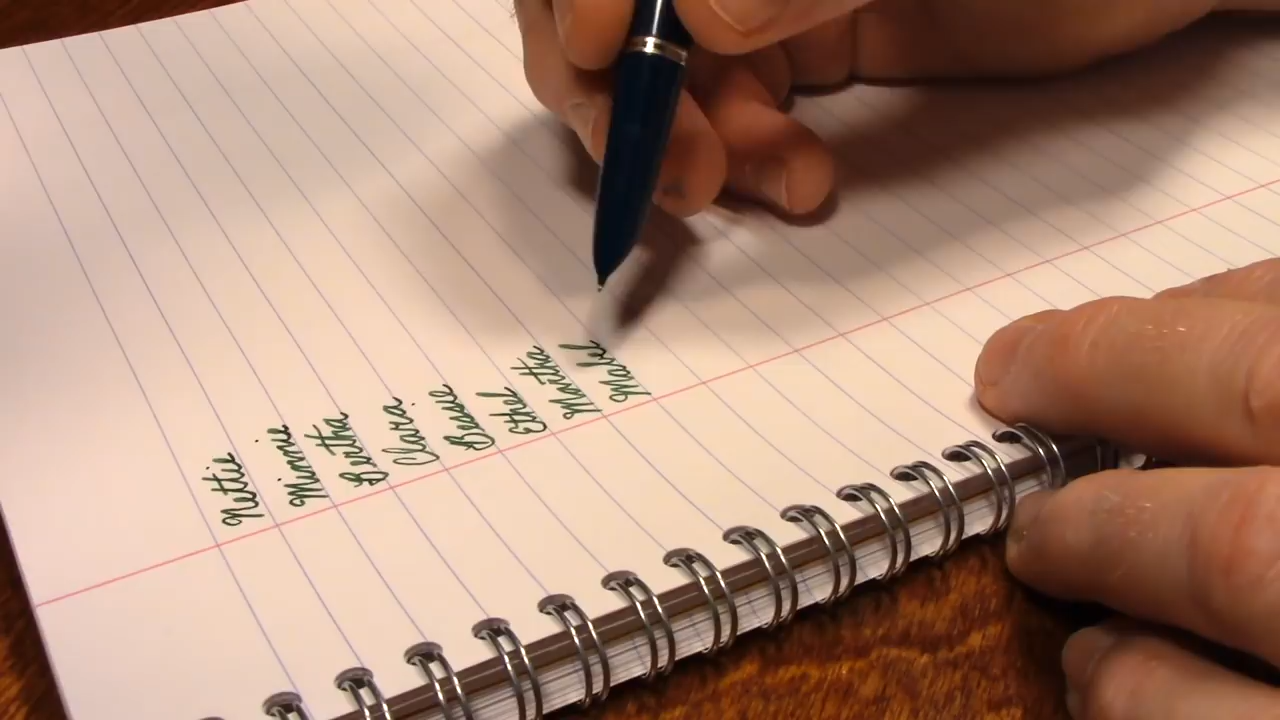 Nettie
Minnie
Bertha
Clara
Bessie
Ethel
Martha
Mabel